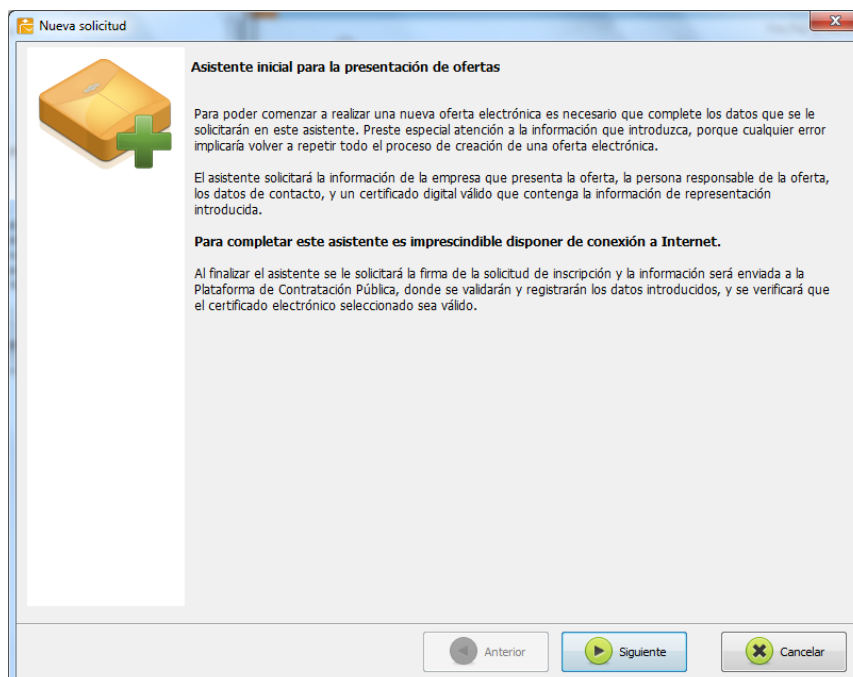 Nueva solicitud
Asistente inicial para la presentación de ofertas
Para poder comenzar a realizar una nueva oferta electrónica es necesario que complete los datos que se le
solicitarán en este asistente. Preste especial atención a la información que introduzca, porque cualquier error
implicaría volver a repetir todo el proceso de creación de una oferta electrónica.
El asistente solicitará la información de la empresa que presenta la oferta, la persona responsable de la oferta,
los datos de contacto, y un certificado digital válido que contenga la información de representación
introducida.
Para completar este asistente es imprescindible disponer de conexión a Internet.
Al finalizar el asistente se le solicitará la firma de la solicitud de inscripción y la información será enviada a la
Plataforma de Contratación Pública, donde se validarán y registrarán los datos introducidos, y se verificará que
el certificado electrónico seleccionado sea válido.
Anterior
Siguiente
Cancelar